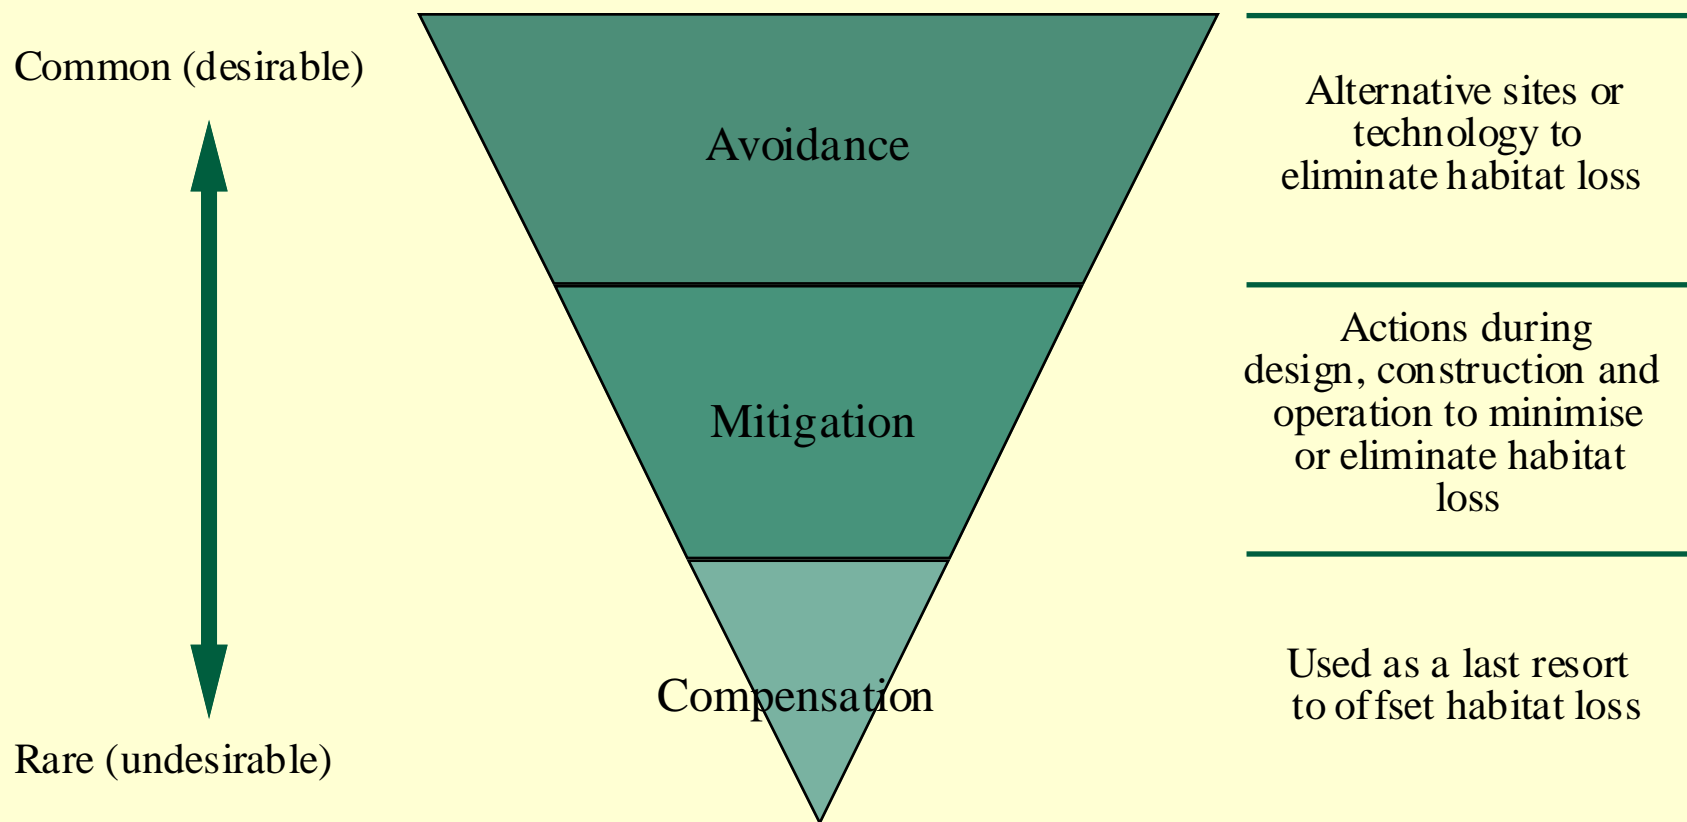 Common (desirable)
Avoidance
Alternative sites or
technology to
eliminate habitat loss
Mitigation
Actions during
design, construction and
operation to minimise
or eliminate habitat
loss
Compensation
Used as a last resort
to offset habitat loss
Rare (undesirable)